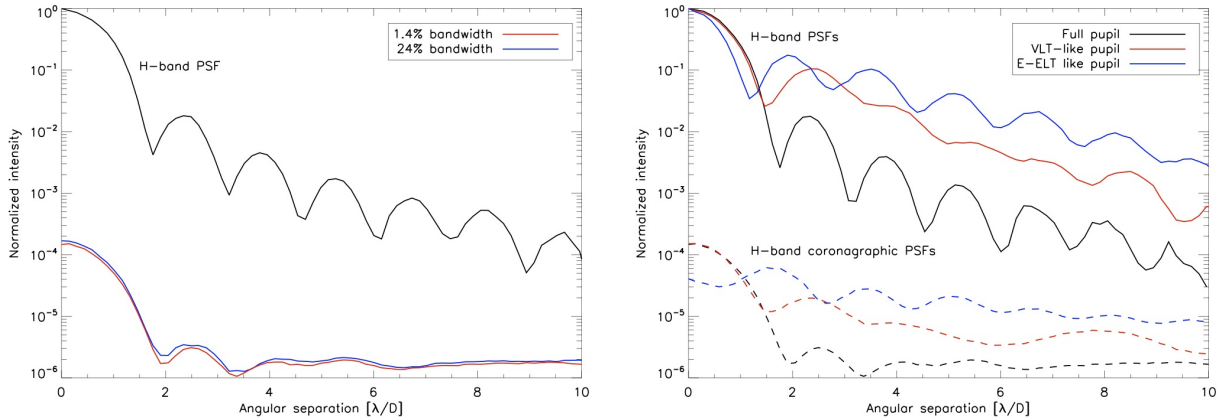 10⁰
10⁻¹
10⁻²
10⁻³
10⁻⁴
10⁻⁵
10⁻⁶
Normalized intensity
1.4% bandwidth
24% bandwidth
H-band PSF
0 2 4 6 8 10
Angular separation [λ/D]
10⁰
10⁻¹
10⁻²
10⁻³
10⁻⁴
10⁻⁵
10⁻⁶
Normalized intensity
H-band PSFs
Full pupil
VLT-like pupil
E-ELT like pupil
H-band coronagraphic PSFs
0 2 4 6 8 10
Angular separation [λ/D]